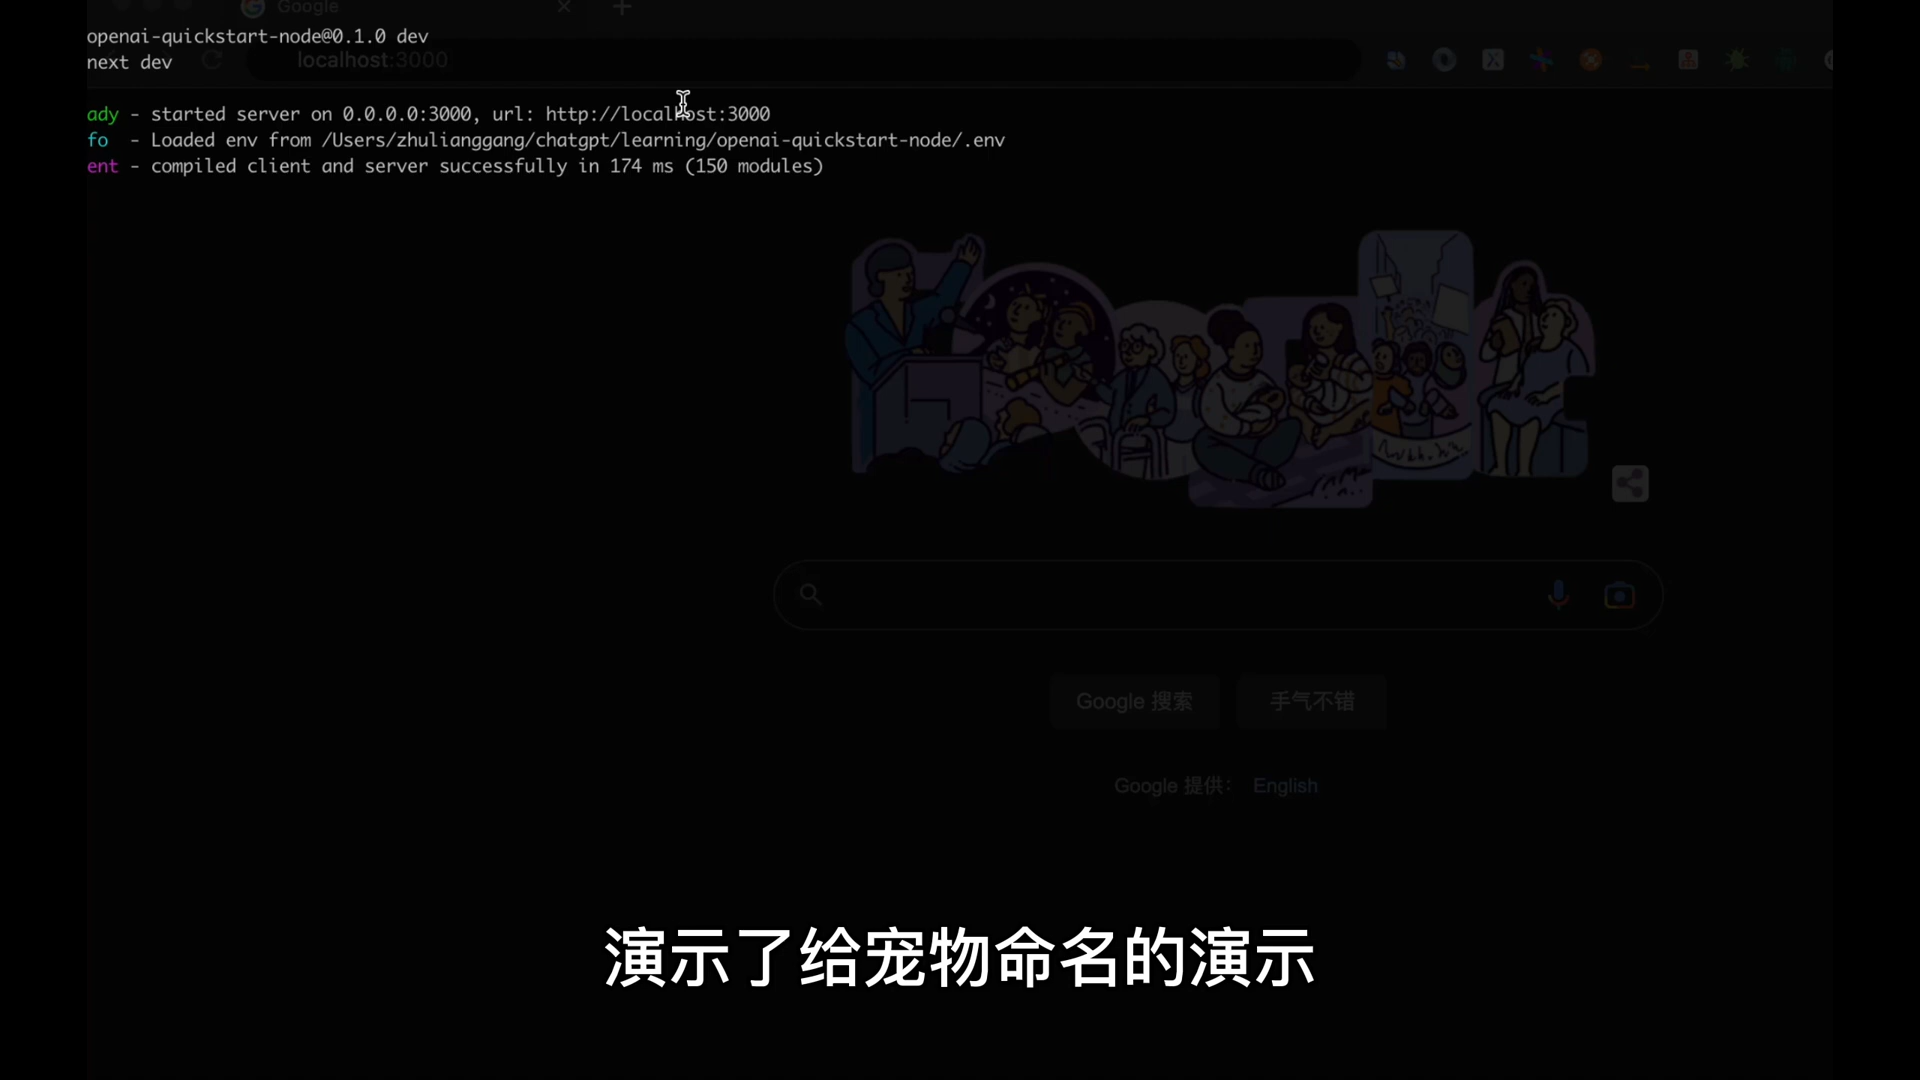 Google
openai-quickstart-node@0.1.0 dev
next dev
localhost:3000
ady - started server on 0.0.0.0:3000, url: http://localhost:3000
fo - Loaded env from /Users/zhulianggang/chatgpt/learning/openai-quickstart-node/.env
ent - compiled client and server successfully in 174 ms (150 modules)
Google 搜索
手气不错
Google 提供： English
演示了给宠物命名的演示